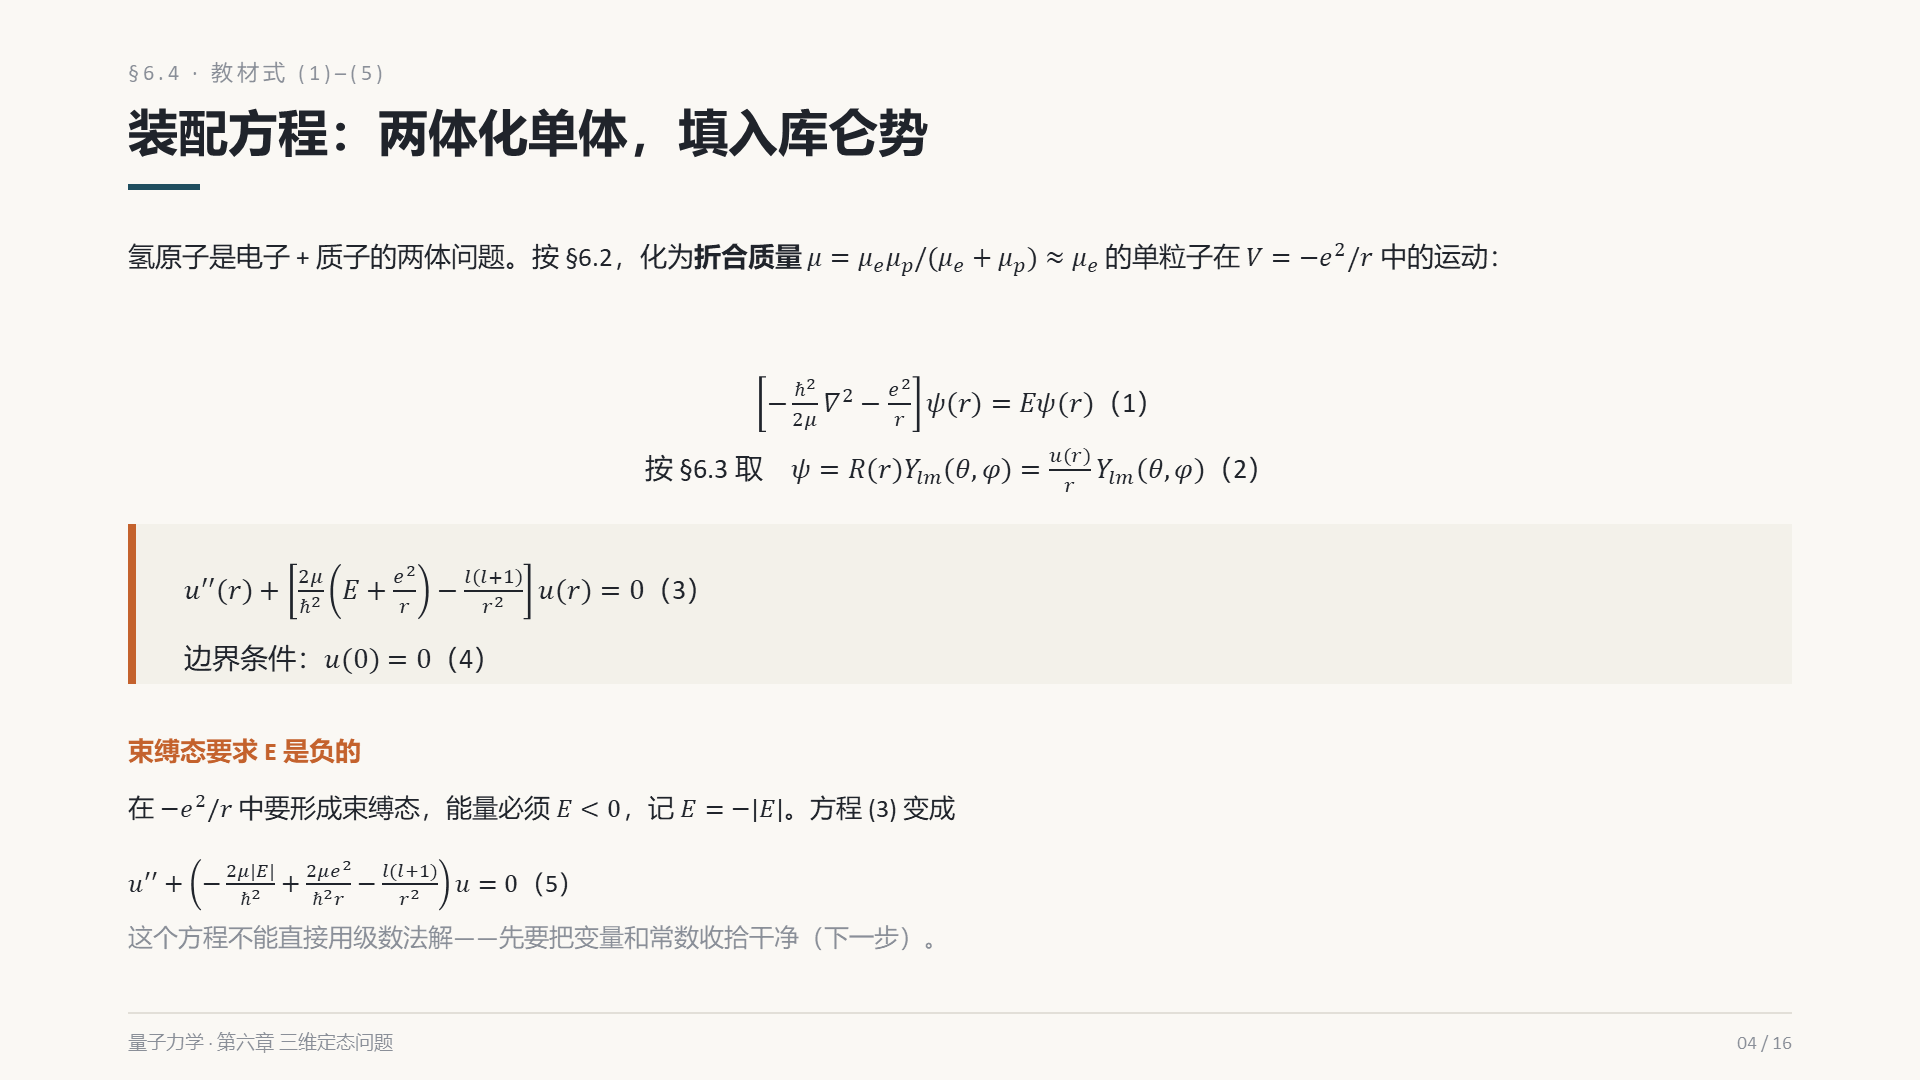 §6.4 · 教材式 (1)–(5)
装配方程：两体化单体，填入库仑势
氢原子是电子 + 质子的两体问题。按 §6.2，化为折合质量 μ = μₑμₚ/(μₑ + μₚ) ≈ μₑ 的单粒子在 V = −e²/r 中的运动：
[−ħ²/2μ ∇² − e²/r] ψ(r) = Eψ(r)（1）
按 §6.3 取 ψ = R(r)Yₗₘ(θ, φ) = u(r)/r Yₗₘ(θ, φ)（2）
u′′(r) + [2μ/ħ² (E + e²/r) − l(l+1)/r²] u(r) = 0（3）
边界条件：u(0) = 0（4）
束缚态要求 E 是负的
在 −e²/r 中要形成束缚态，能量必须 E < 0，记 E = −|E|。方程 (3) 变成
u′′ + (−2μ|E|/ħ² + 2μe²/ħ²r − l(l+1)/r²) u = 0（5）
这个方程不能直接用级数法解——先要把变量和常数收拾干净（下一步）。
量子力学 · 第六章 三维定态问题
04 / 16